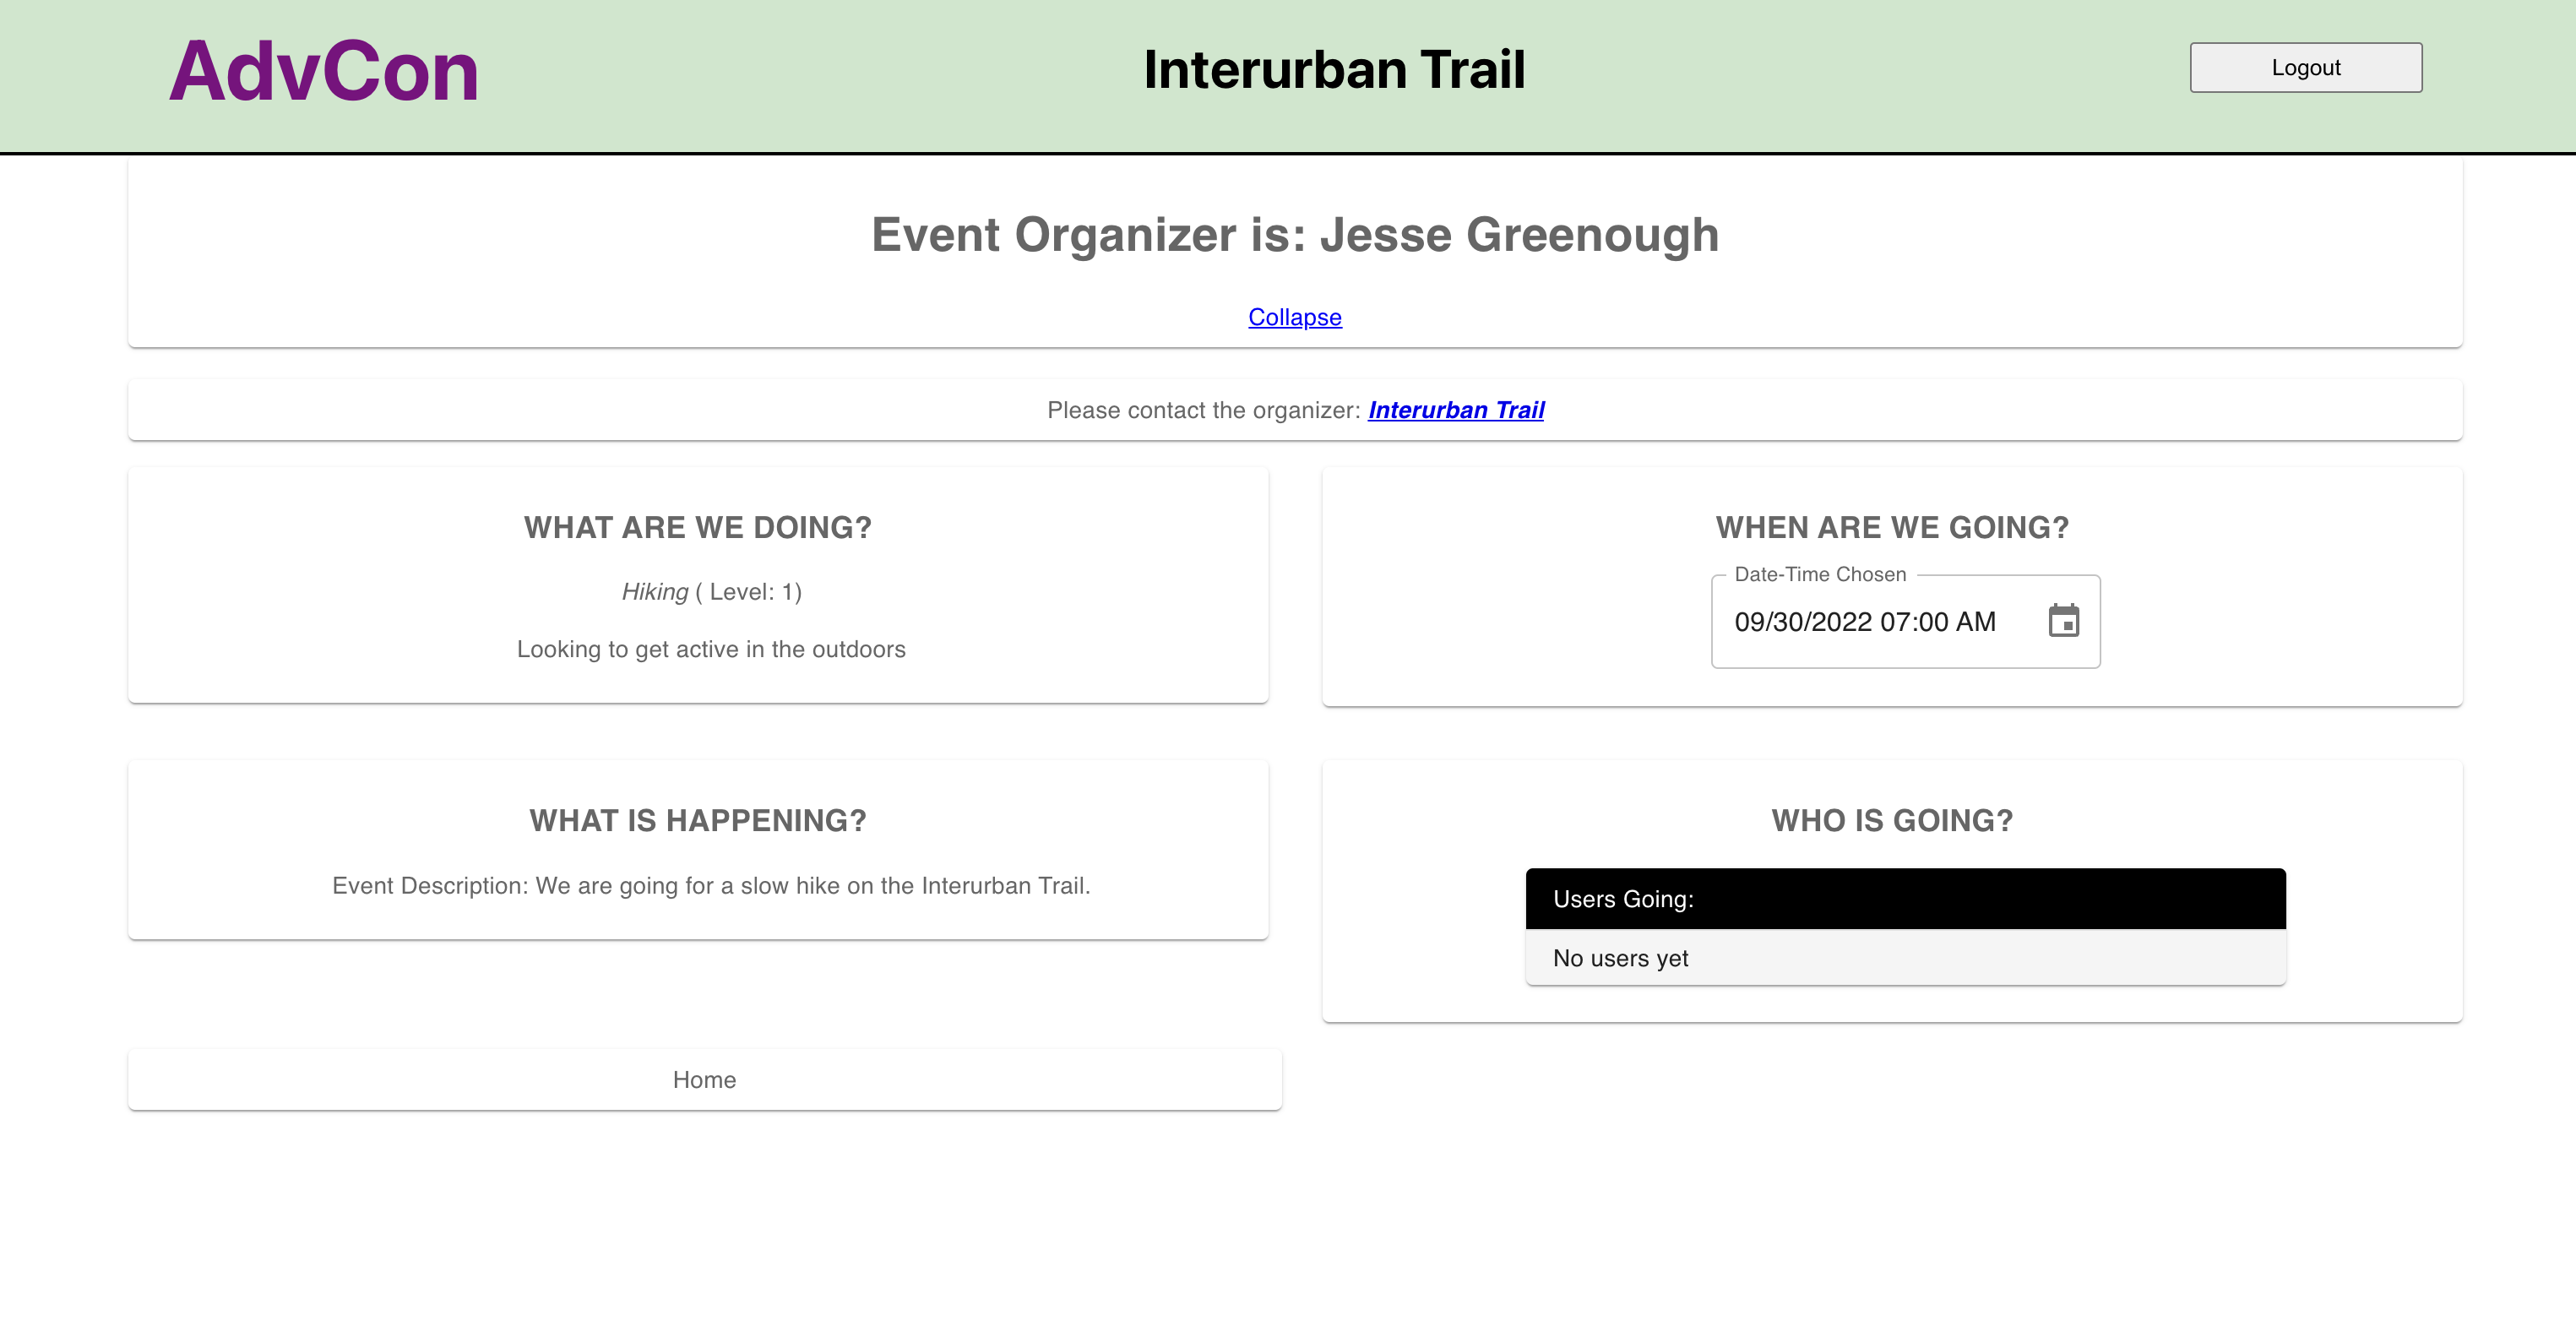 AdvCon
Interurban Trail
Logout
Event Organizer is: Jesse Greenough
Collapse
Please contact the organizer: Interurban Trail
WHAT ARE WE DOING?
Hiking ( Level: 1)
Looking to get active in the outdoors
WHEN ARE WE GOING?
Date-Time Chosen
09/30/2022 07:00 AM
WHAT IS HAPPENING?
Event Description: We are going for a slow hike on the Interurban Trail.
WHO IS GOING?
Users Going:
No users yet
Home